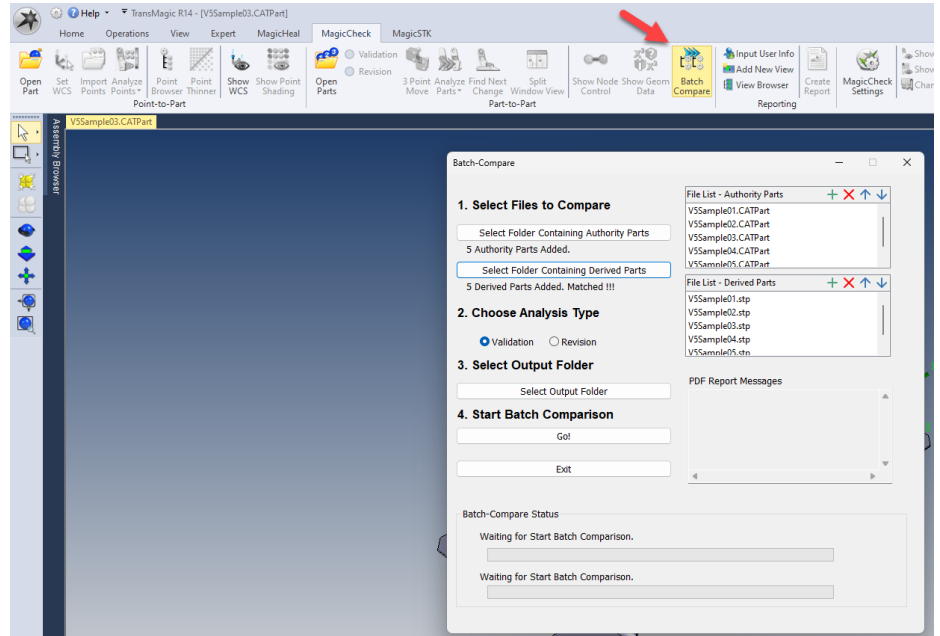 Help TransMagic R14 - [V5Sample03.CATPart]
Home Operations View Expert MagicHeal MagicCheck MagicSTK
Open Part
Set WCS
Import Points
Analyze Points
Point Browser
Point Thinner
Show WCS
Show Point Shading
Point-to-Part
Open Parts
Validation
Revision
3 Point Move
Analyze Parts
Find Next Change
Split Window View
Show Node Control
Show Geom Data
Batch Compare
Part-to-Part
Input User Info
Add New View
View Browser
Create Report
Reporting
MagicCheck Settings
Show
Show
Char
V5Sample03.CATPart
Assembly Browser
Batch-Compare
1. Select Files to Compare
Select Folder Containing Authority Parts
5 Authority Parts Added.
Select Folder Containing Derived Parts
5 Derived Parts Added. Matched !!!
2. Choose Analysis Type
Validation Revision
3. Select Output Folder
Select Output Folder
4. Start Batch Comparison
Go!
Exit
File List - Authority Parts
V5Sample01.CATPart
V5Sample02.CATPart
V5Sample03.CATPart
V5Sample04.CATPart
V5Sample05.CATPart
File List - Derived Parts
V5Sample01.stp
V5Sample02.stp
V5Sample03.stp
V5Sample04.stp
V5Sample05.stp
PDF Report Messages
Batch-Compare Status
Waiting for Start Batch Comparison.
Waiting for Start Batch Comparison.